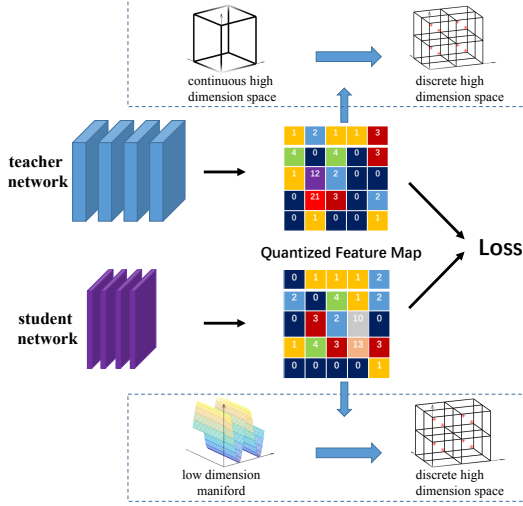 continuous high
dimension space
discrete high
dimension space
teacher
network
1 2 1 1 3
4 0 4 0 3
1 12 2 0 0
0 21 3 0 2
0 1 0 0 1
Quantized Feature Map
Loss
student
network
0 1 1 1 2
2 0 4 1 2
0 3 2 10 0
1 4 3 13 3
0 0 0 0 1
low dimension
maniford
discrete high
dimension space